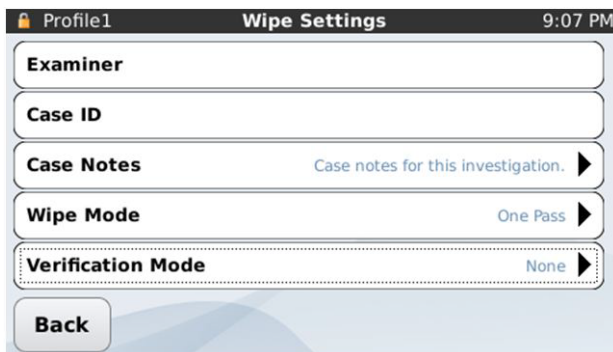 Profile1 Wipe Settings 9:07 PM
Examiner
Case ID
Case Notes Case notes for this investigation.
Wipe Mode One Pass
Verification Mode None
Back